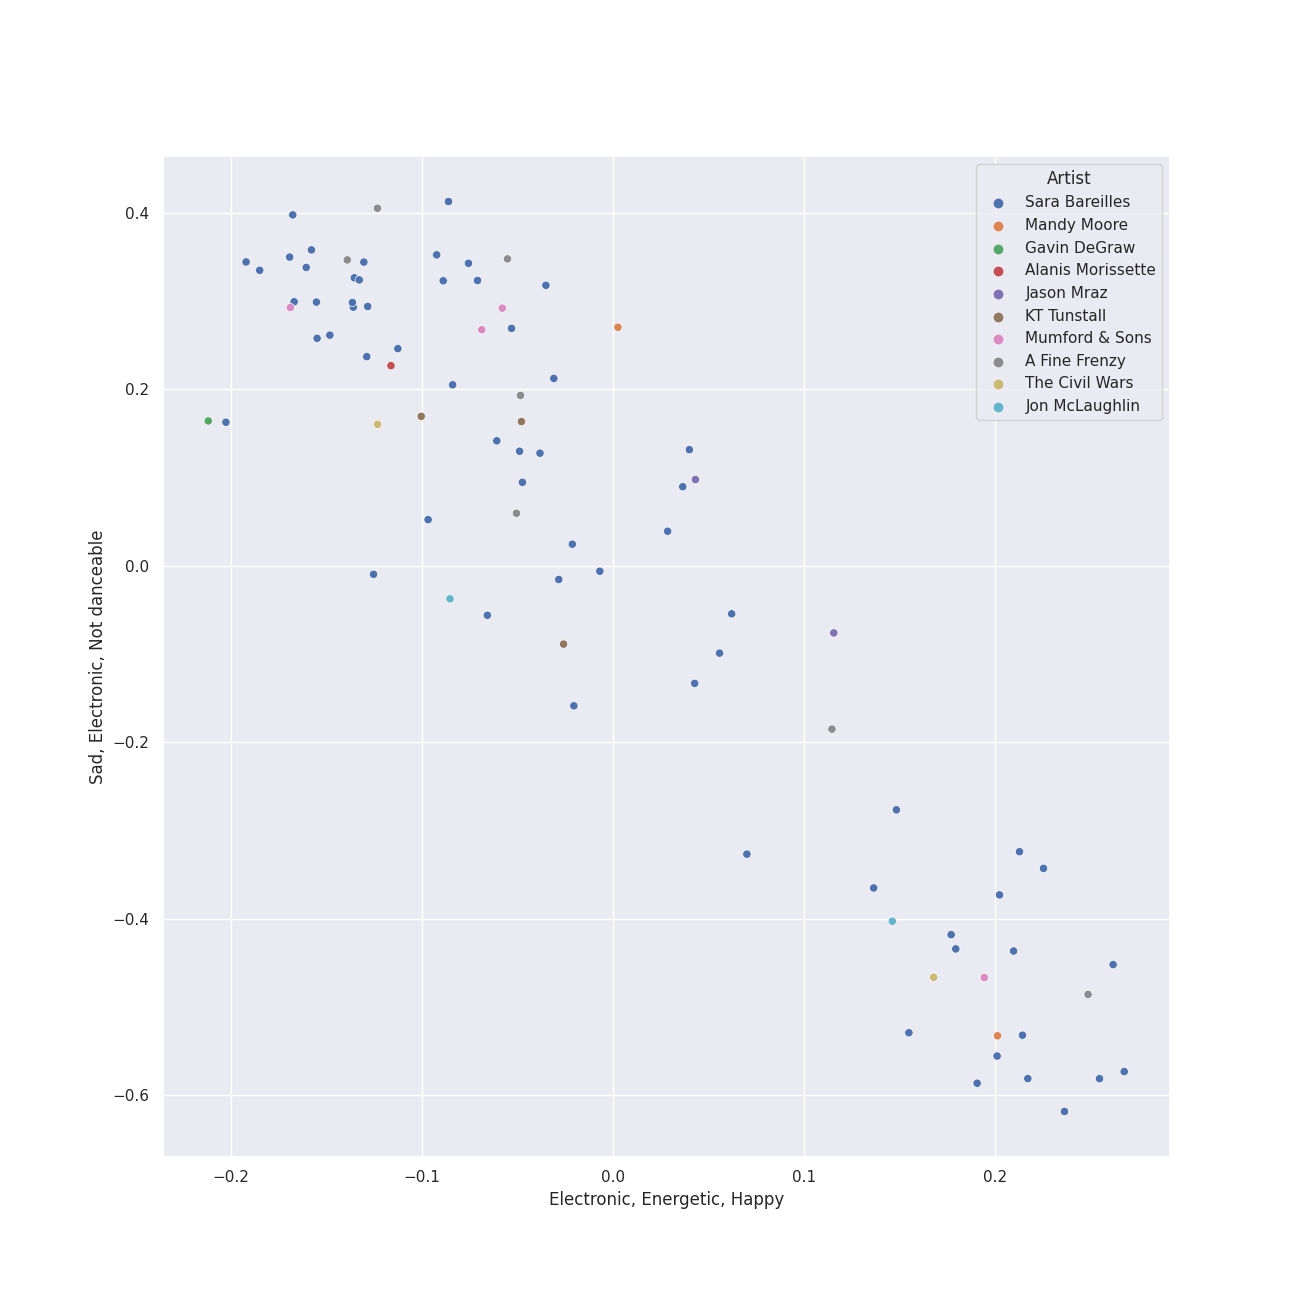 Artist
Sara Bareilles
Mandy Moore
Gavin DeGraw
Alanis Morissette
Jason Mraz
KT Tunstall
Mumford & Sons
A Fine Frenzy
The Civil Wars
Jon McLaughlin
0.4
0.2
0.0
−0.2
−0.4
−0.6
Sad, Electronic, Not danceable
−0.2
−0.1
0.0
0.1
0.2
Electronic, Energetic, Happy